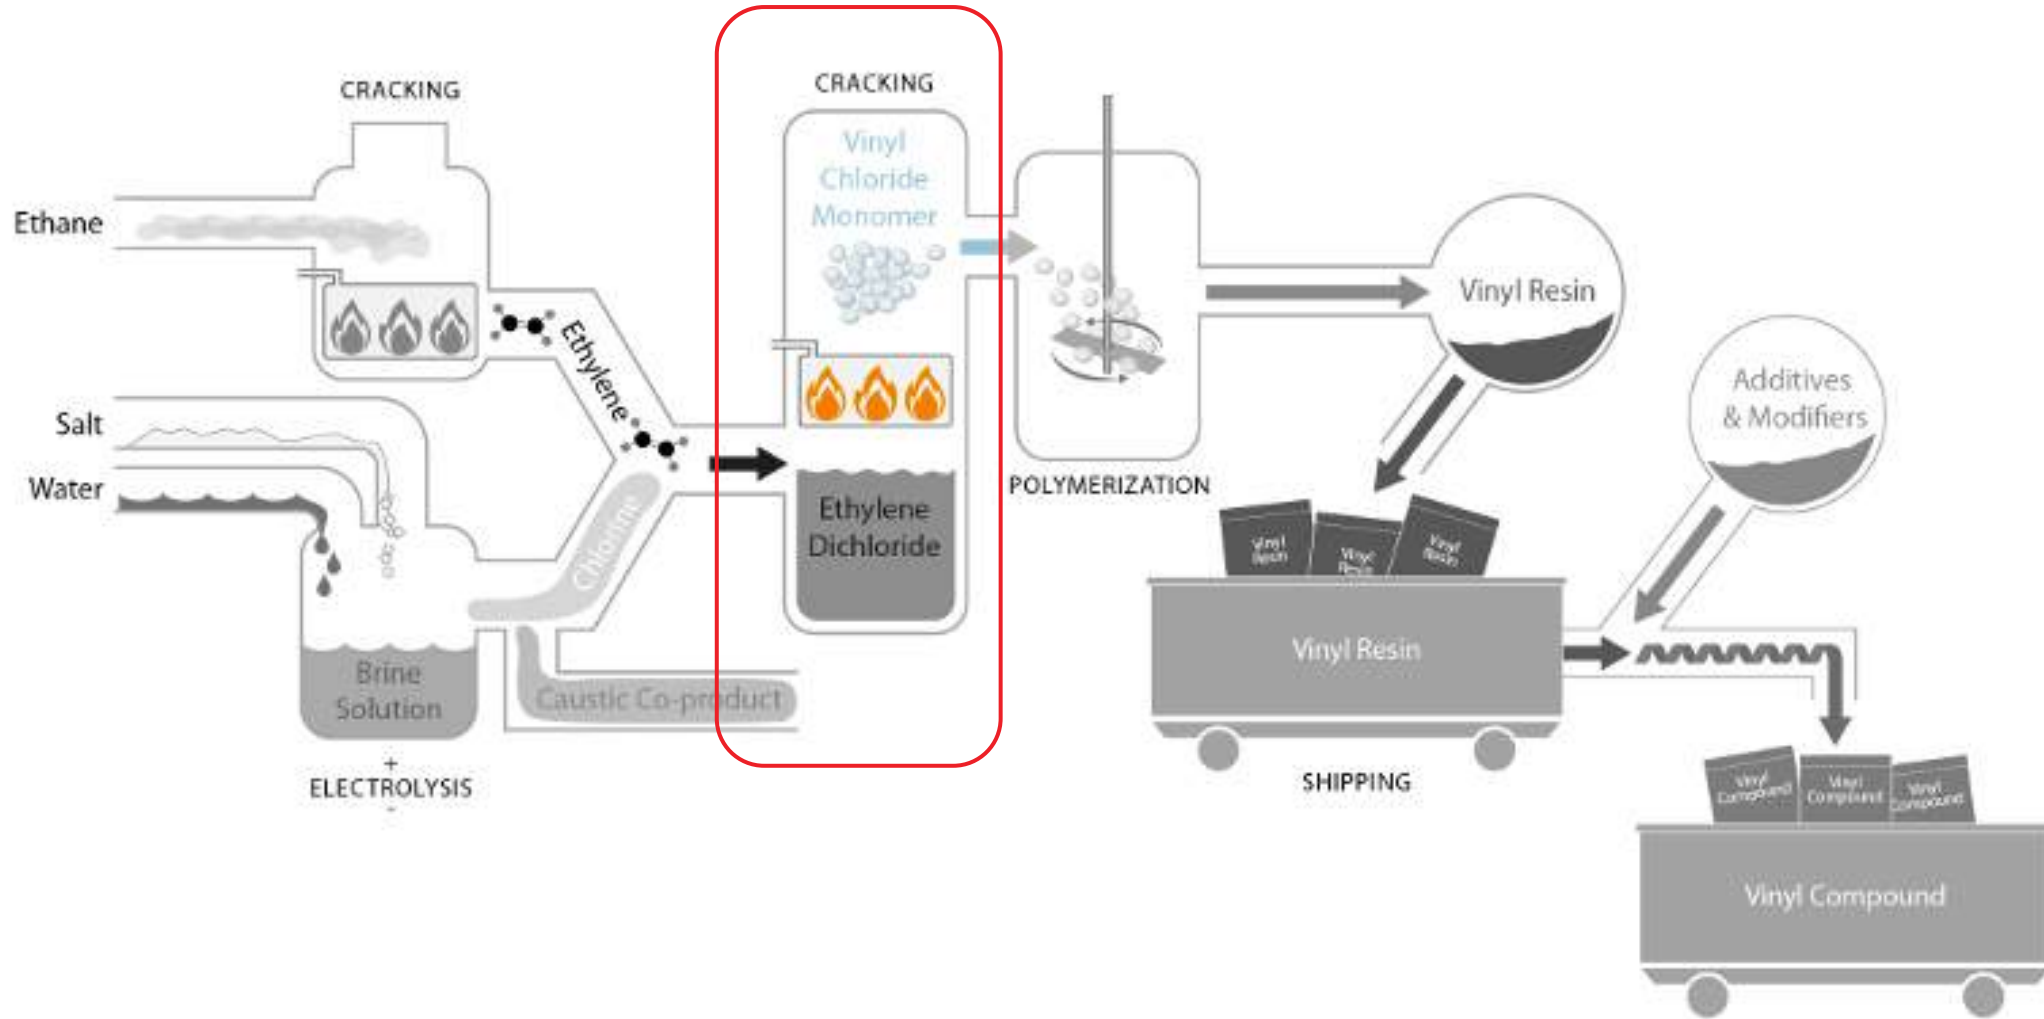 CRACKING
Ethane
Ethylene
Salt
Water
Chlorine
Brine
Solution
Caustic Co-product
+
ELECTROLYSIS
-
CRACKING
Vinyl
Chloride
Monomer
Ethylene
Dichloride
POLYMERIZATION
Vinyl Resin
Additives
& Modifiers
Vinyl
Resin
Vinyl
Resin
Vinyl
Resin
Vinyl Resin
SHIPPING
Vinyl
Compound
Vinyl
Compound
Vinyl
Compound
Vinyl Compound